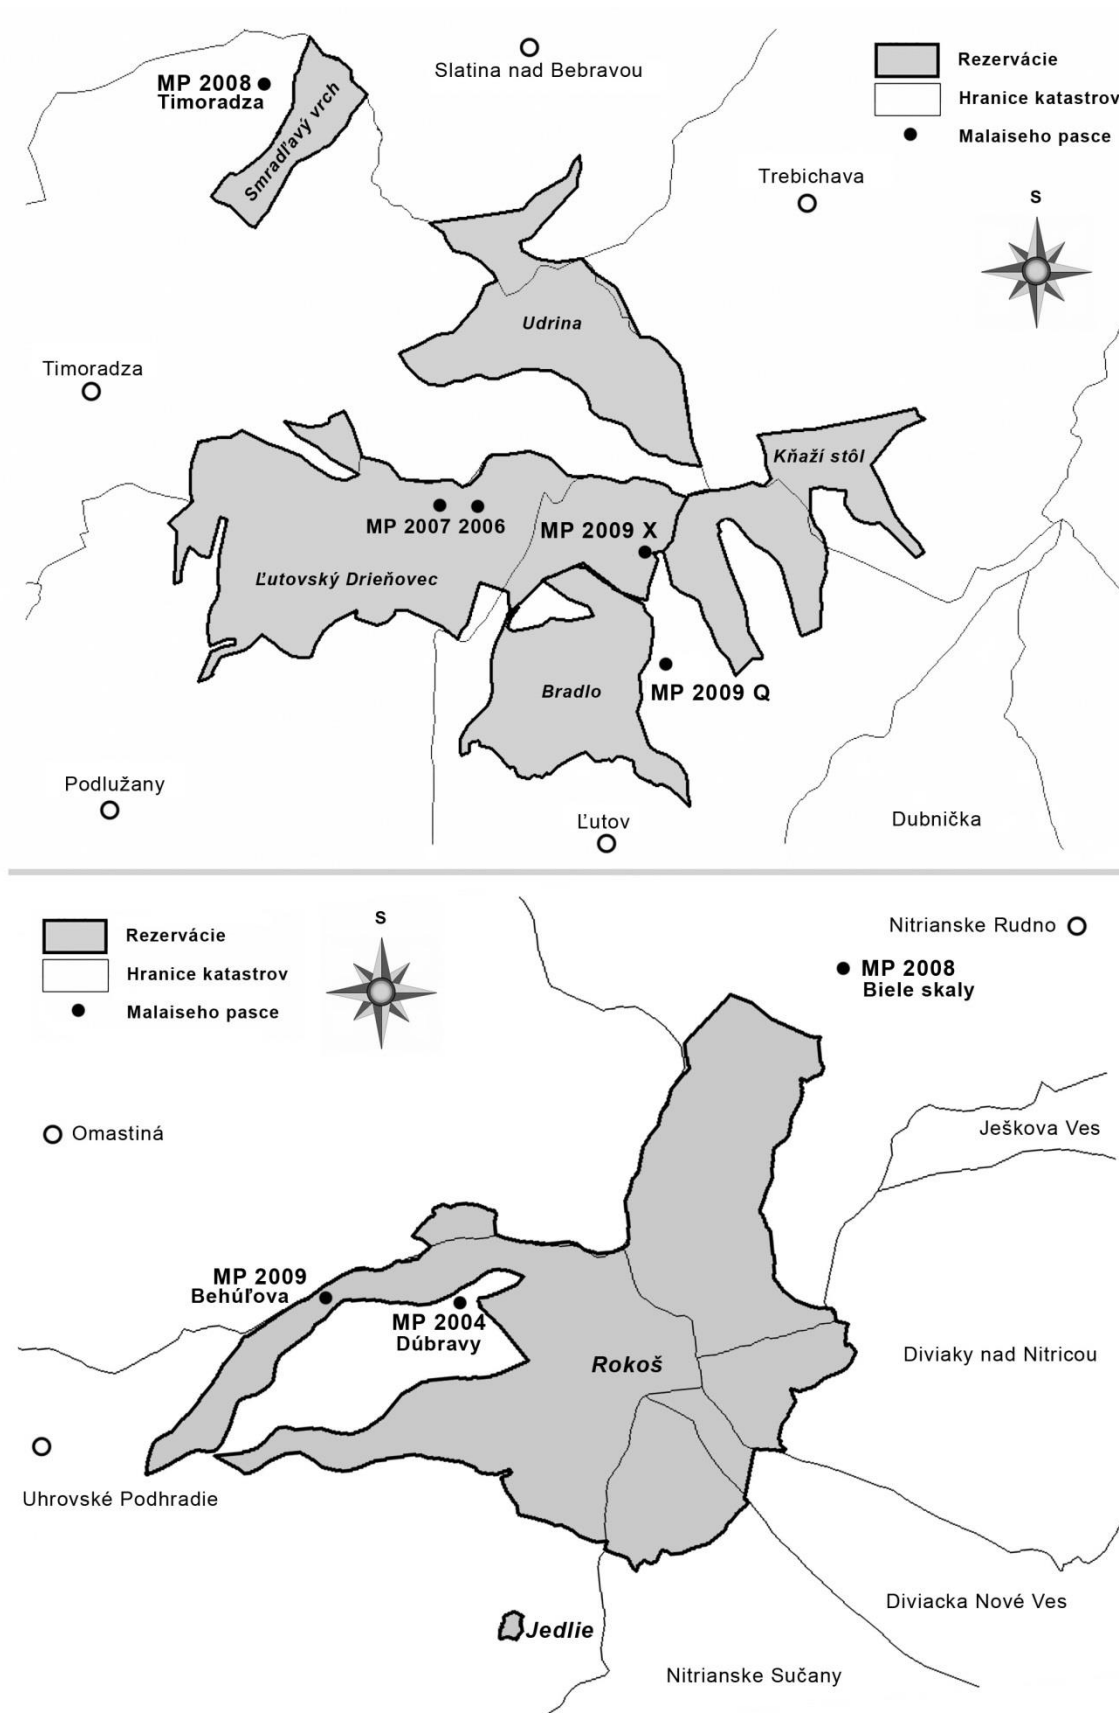 Slatina nad Bebravou
MP 2008
Timoradza
Smradľavý vrch
Rezervácie
Hranice katastrov
Malaiseho pasce
Trebichava
S
Udrina
Timoradza
Kňaží stôl
MP 2007 2006
MP 2009 X
Ľutovský Drieňovec
Bradlo
MP 2009 Q
Podlužany
Ľutov
Dubnička
Rezervácie
Hranice katastrov
Malaiseho pasce
S
Nitrianske Rudno
MP 2008
Biele skaly
Omastiná
Ješkova Ves
MP 2009
Behúľova
MP 2004
Dúbravy
Rokoš
Diviaky nad Nitricou
Uhrovské Podhradie
Diviacka Nové Ves
Jedlie
Nitrianske Sučany